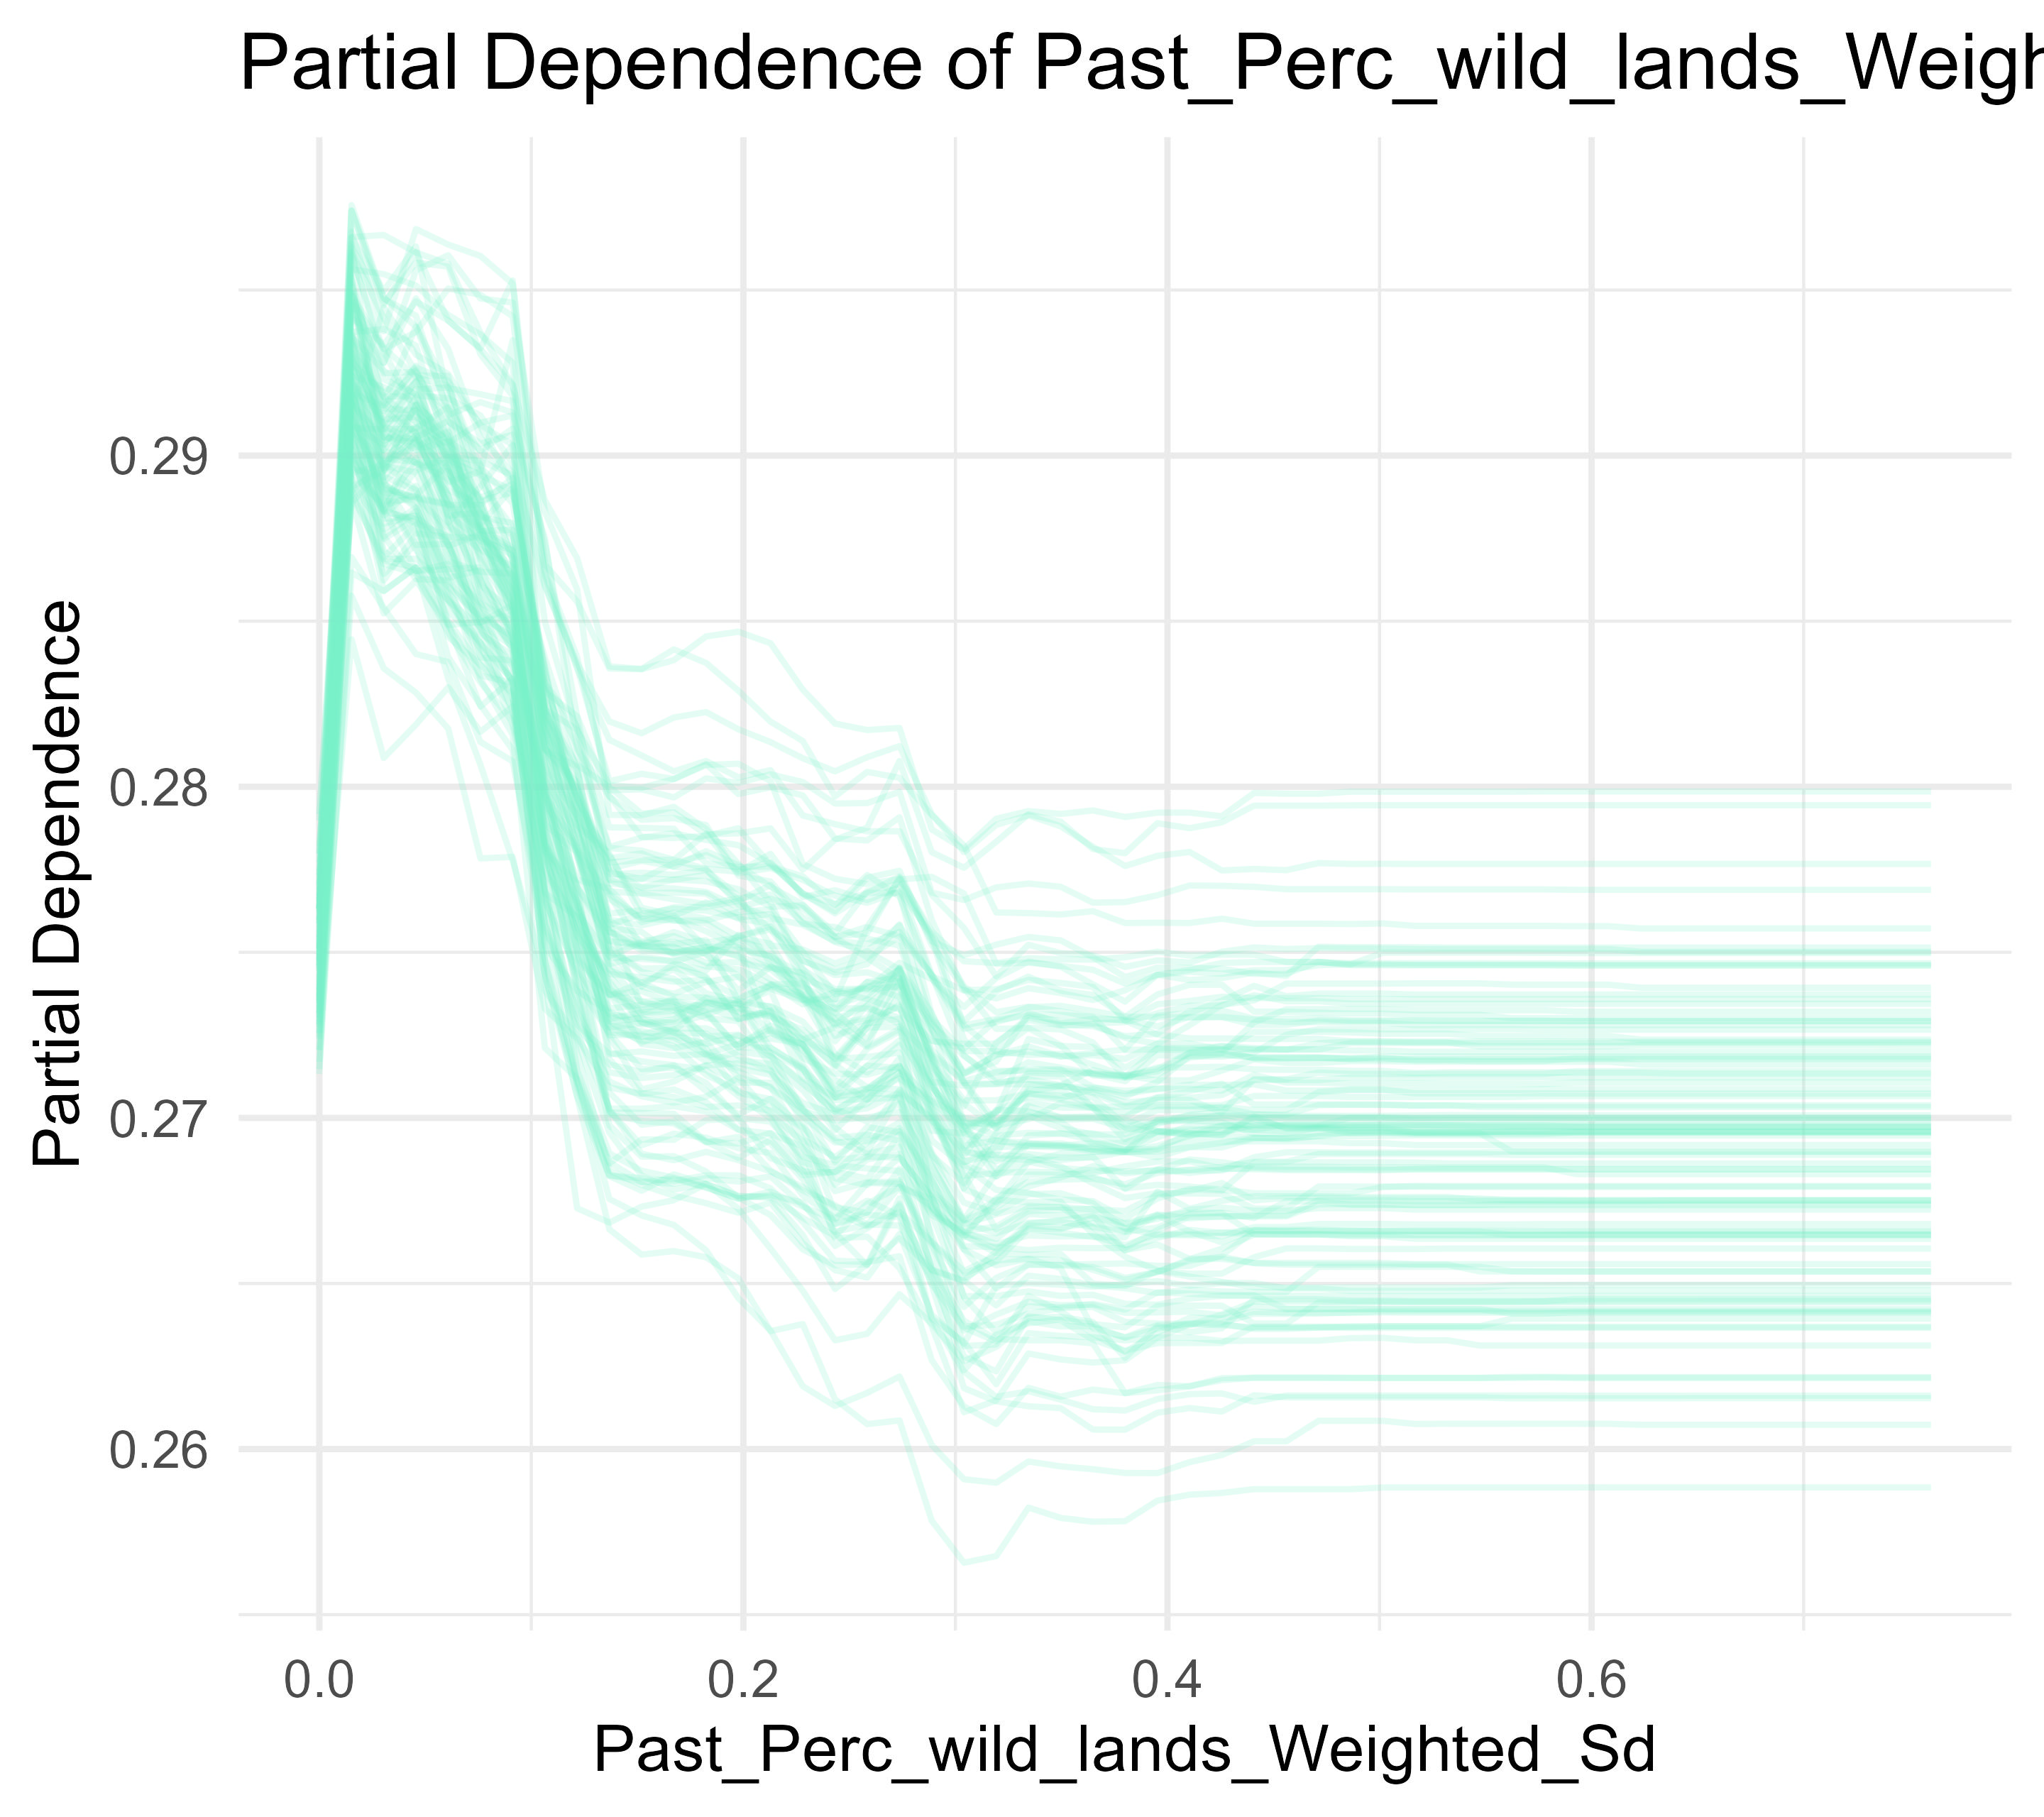 Partial Dependence of Past_Perc_wild_lands_Weigh
Partial Dependence
0.29
0.28
0.27
0.26
0.0 0.2 0.4 0.6
Past_Perc_wild_lands_Weighted_Sd